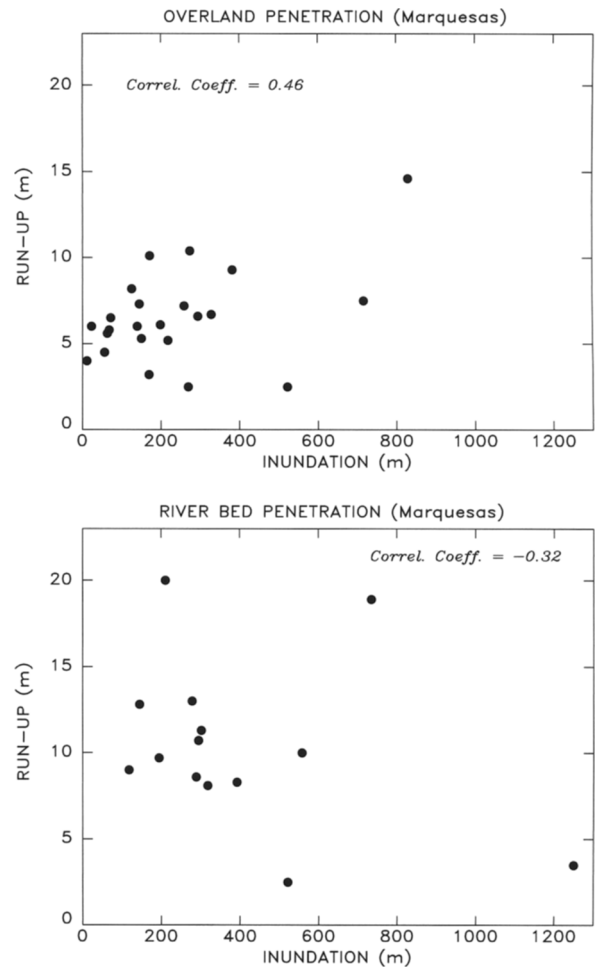 OVERLAND PENETRATION (Marquesas)
Correl. Coeff. = 0.46
20
15
10
5
0
RUN-UP (m)
0 200 400 600 800 1000 1200
INUNDATION (m)
RIVER BED PENETRATION (Marquesas)
Correl. Coeff. = -0.32
20
15
10
5
0
RUN-UP (m)
0 200 400 600 800 1000 1200
INUNDATION (m)